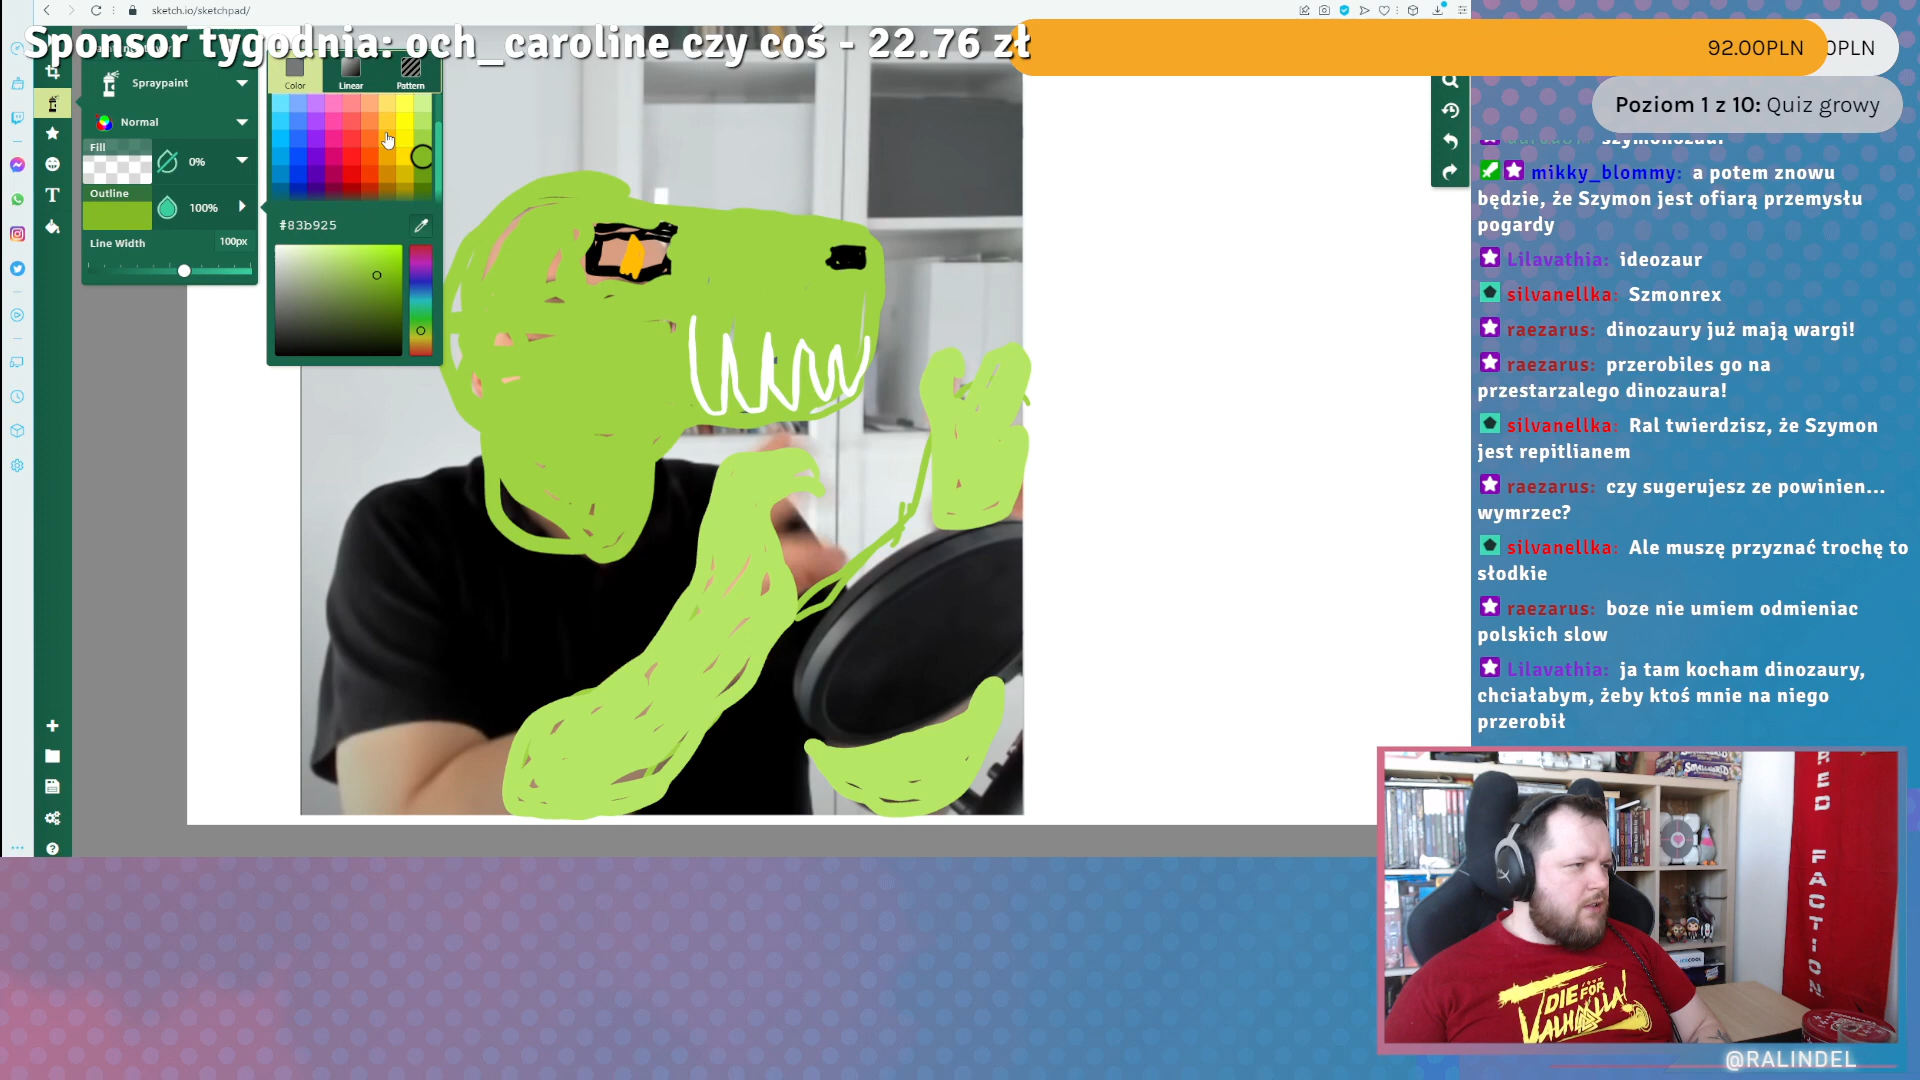 sketch.io/sketchpad/
Sponsor tygodnia: och_caroline czy coś - 22.76 zł
92.00PLN
0PLN
Poziom 1 z 10: Quiz growy
Spraypaint
Normal
Fill
0%
Outline
100%
Line Width
100px
Color
Linear
Pattern
#83b925
szymonozaur
mikky_blommy: a potem znowu
będzie, że Szymon jest ofiarą przemysłu
pogardy
Lilavathia: ideozaur
silvanellka: Szmonrex
raezarus: dinozaury już mają wargi!
raezarus: przerobiles go na
przestarzalego dinozaura!
silvanellka: Ral twierdzisz, że Szymon
jest repitlianem
raezarus: czy sugerujesz ze powinien...
wymrzec?
silvanellka: Ale muszę przyznać trochę to
słodkie
raezarus: boze nie umiem odmieniac
polskich slow
Lilavathia: ja tam kocham dinozaury,
chciałabym, żeby ktoś mnie na niego
przerobił
SMALLWORLD
RED FACTION
ICECOOL
DIE FOR
VALHALLA!
@RALINDEL